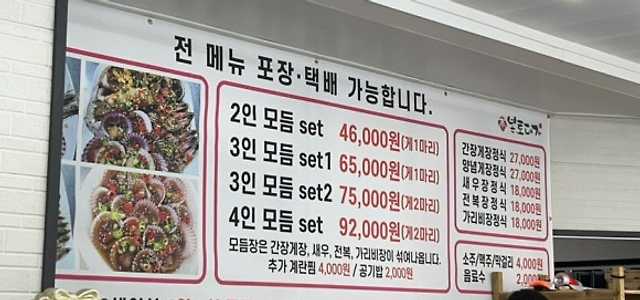 전 메뉴 포장·택배 가능합니다.
2인 모듬 set 46,000원(게1마리)
3인 모듬 set1 65,000원(게1마리)
3인 모듬 set2 75,000원(게2마리)
4인 모듬 set 92,000원(게2마리)
모듬장은 간장게장, 새우, 전복, 가리비장이 섞여나옵니다.
추가 계란찜 4,000원 / 공기밥 2,000원
간장게장정식 27,000원
양념게장정식 27,000원
새우장정식 18,000원
전복장정식 18,000원
가리비장정식 18,000원
소주/맥주/막걸리 4,000원
음료수 2,000원